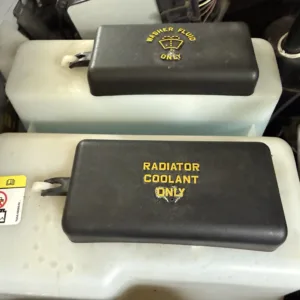 WASHER FLUID
ONLY
RADIATOR
COOLANT
ONLY